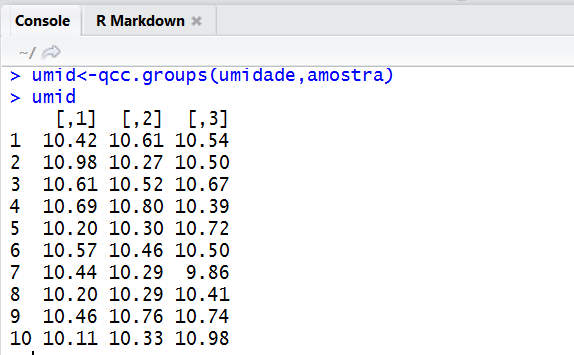 Console R Markdown ×
~/
> umid<-qcc.groups(umidade,amostra)
> umid
[,1] [,2] [,3]
1 10.42 10.61 10.54
2 10.98 10.27 10.50
3 10.61 10.52 10.67
4 10.69 10.80 10.39
5 10.20 10.30 10.72
6 10.57 10.46 10.50
7 10.44 10.29 9.86
8 10.20 10.29 10.41
9 10.46 10.76 10.74
10 10.11 10.33 10.98